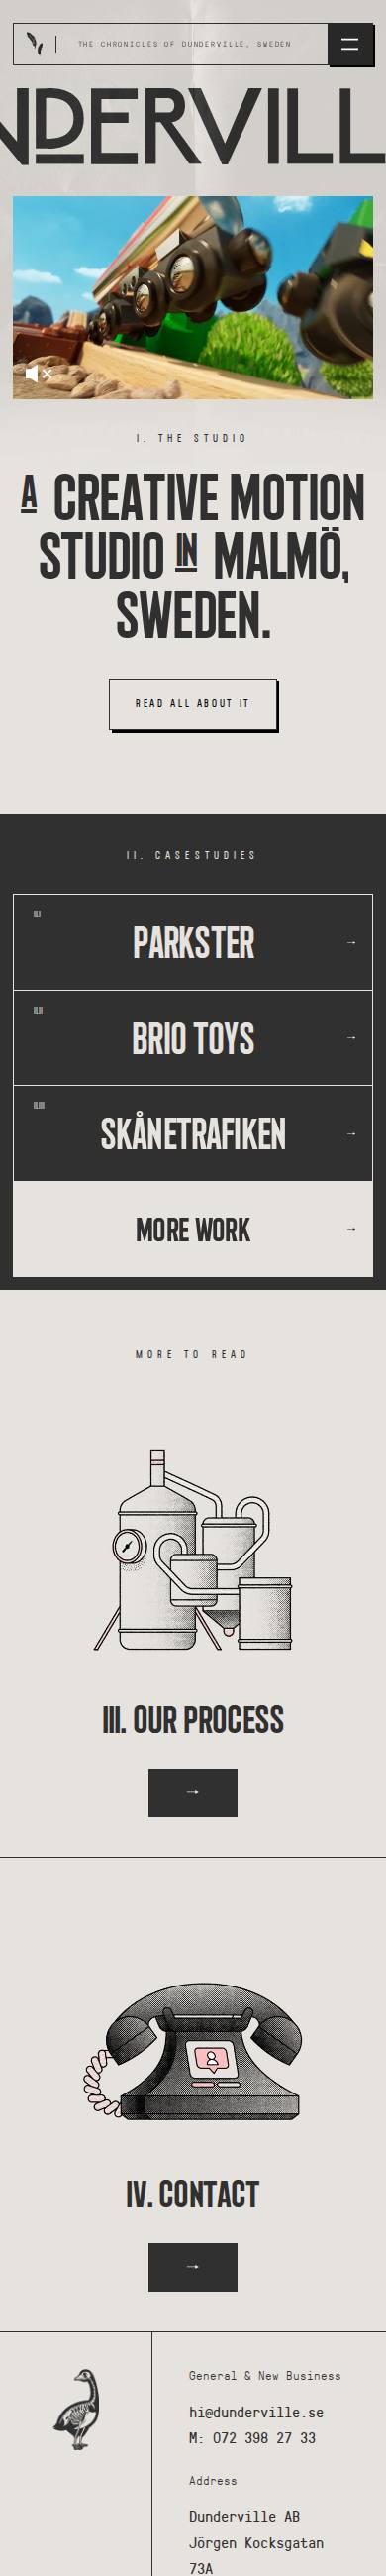 THE CHRONICLES OF DUNDERVILLE, SWEDEN
NDERVILL
I. THE STUDIO
A CREATIVE MOTION
STUDIO IN MALMÖ,
SWEDEN.
READ ALL ABOUT IT
II. CASESTUDIES
PARKSTER
BRIO TOYS
SKÅNETRAFIKEN
MORE WORK
MORE TO READ
III. OUR PROCESS
IV. CONTACT
General & New Business
hi@dunderville.se
M: 072 398 27 33
Address
Dunderville AB
Jörgen Kocksgatan
73A